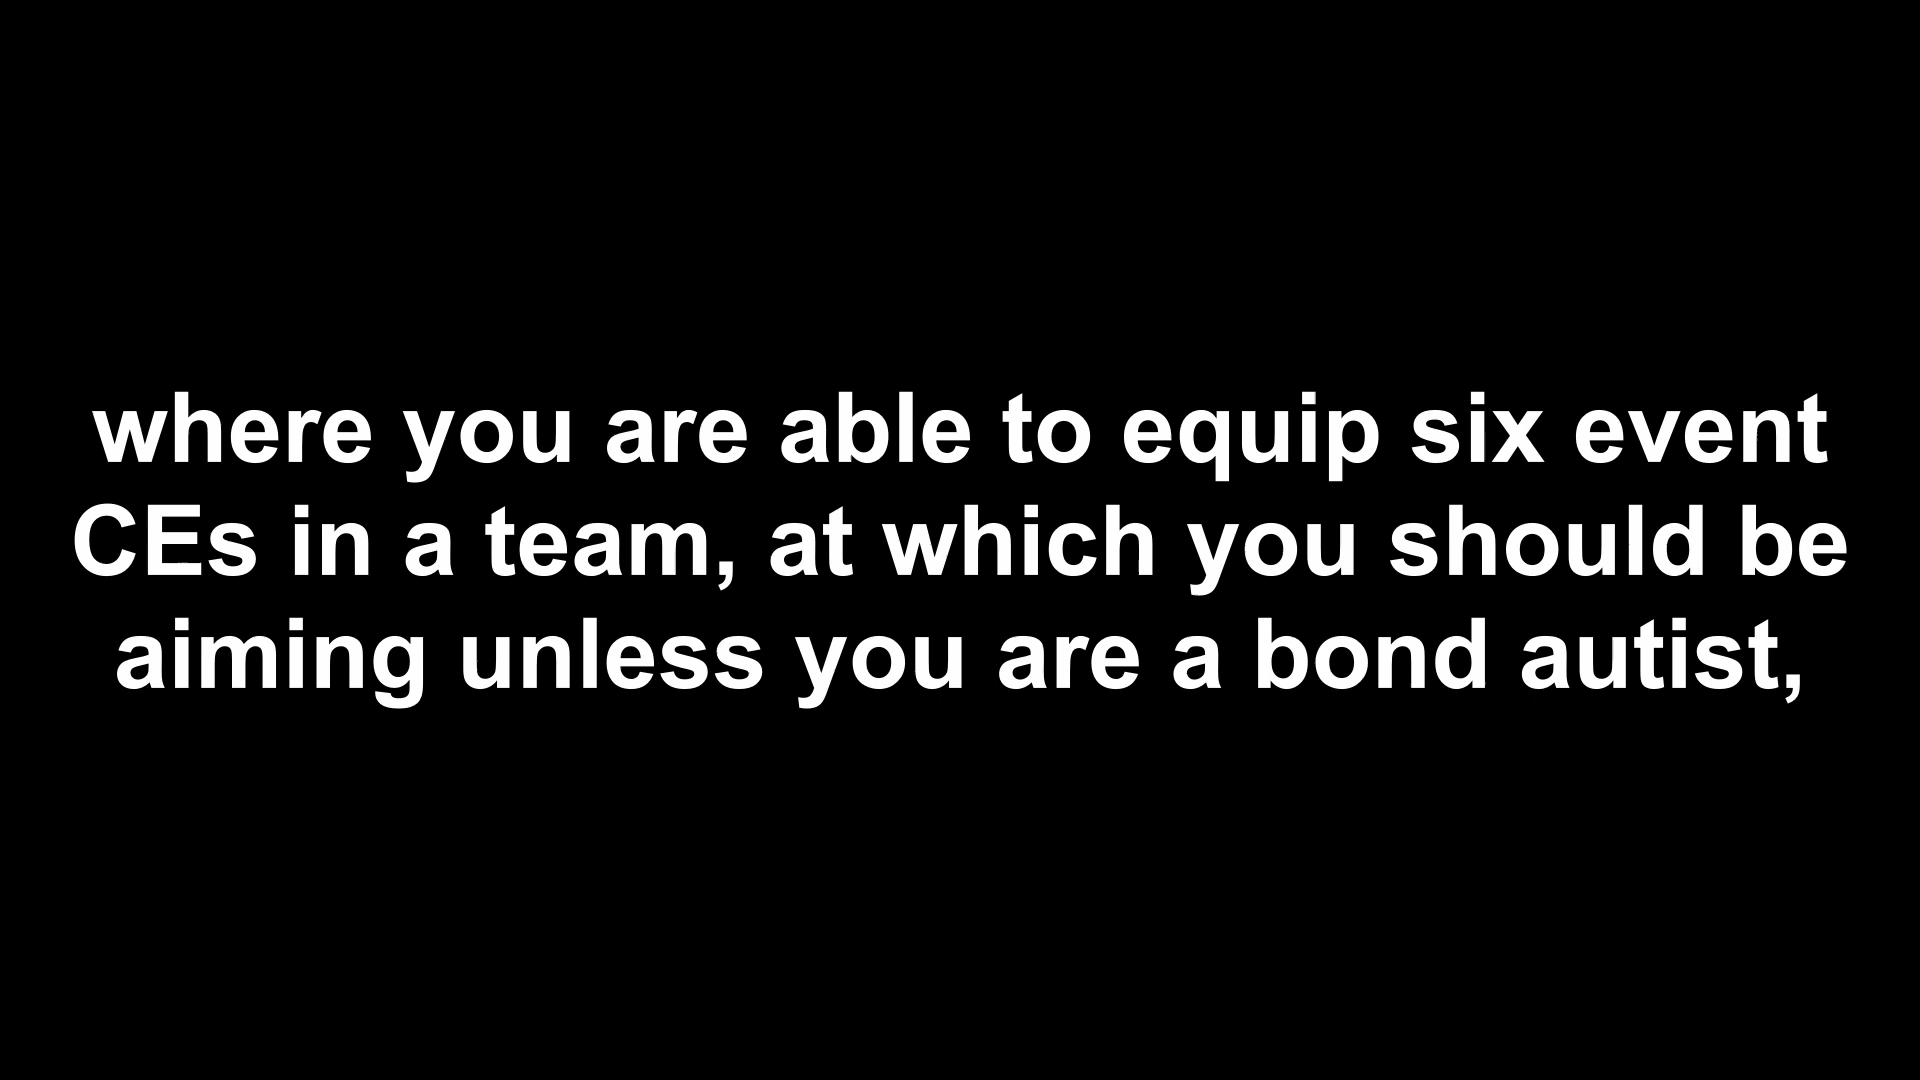 where you are able to equip six event
CEs in a team, at which you should be
aiming unless you are a bond autist,